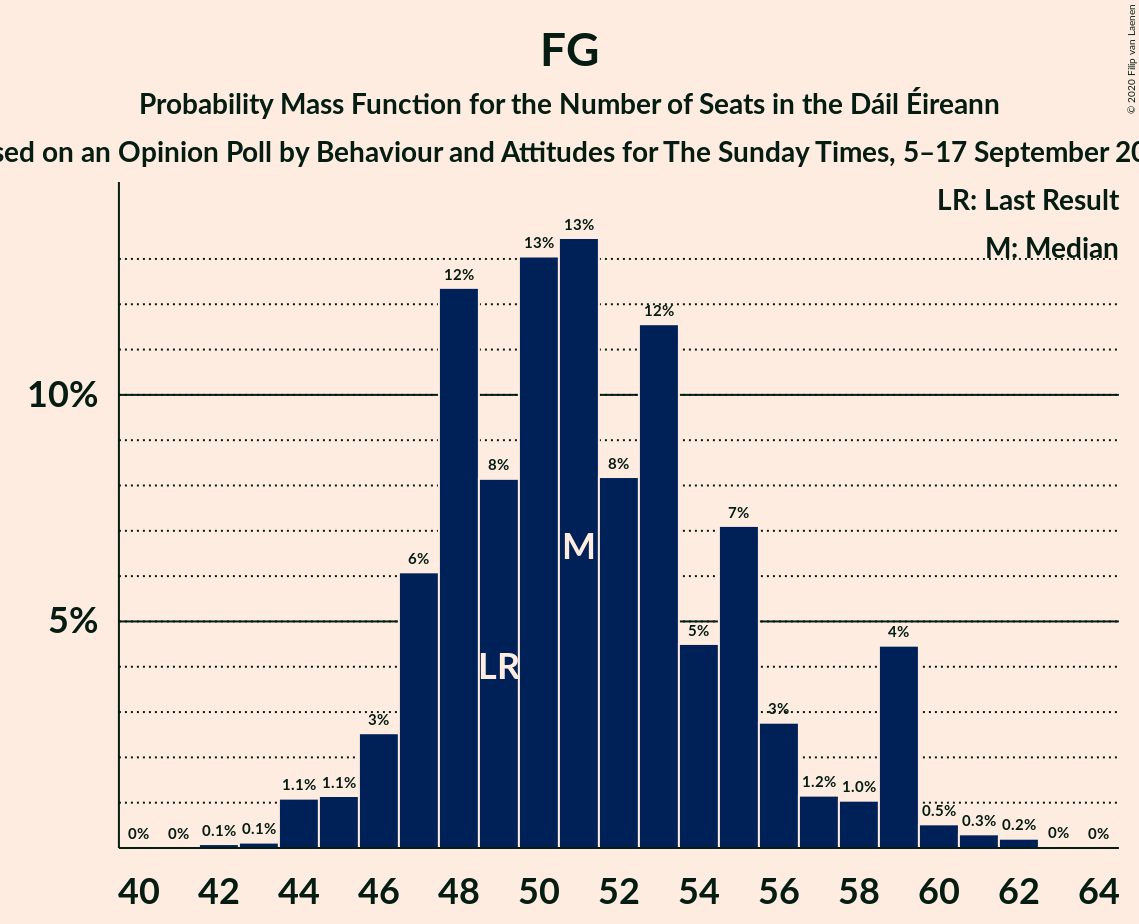 FG
Probability Mass Function for the Number of Seats in the Dáil Éireann
on an Opinion Poll by Behaviour and Attitudes for The Sunday Times, 5–17 September
© 2020 Filip van Laenen
LR: Last Result
M: Median
10%
5%
0% 0% 0.1% 0.1% 1.1% 1.1% 3% 6% 12% 8% 13% 13% 8% 12% 5% 7% 3% 1.2% 1.0% 4% 0.5% 0.3% 0.2% 0% 0%
LR
M
40 42 44 46 48 50 52 54 56 58 60 62 64